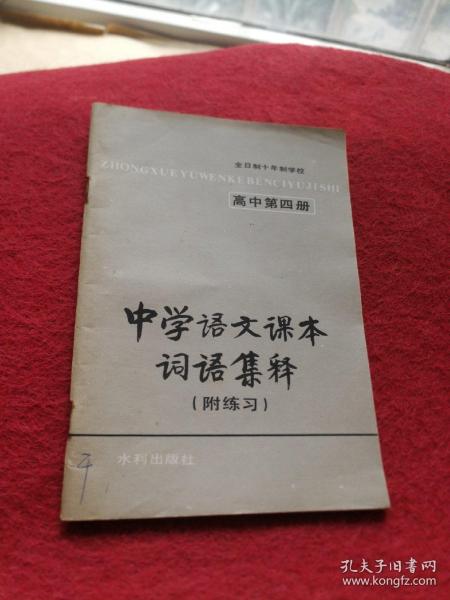 全日制十年制学校
ZHONGXUEYUWENKEBENCIYUJISHI
高中第四册
中学语文课本
词语集释
（附练习）
水利出版社
孔夫子旧书网
www.kongfz.com